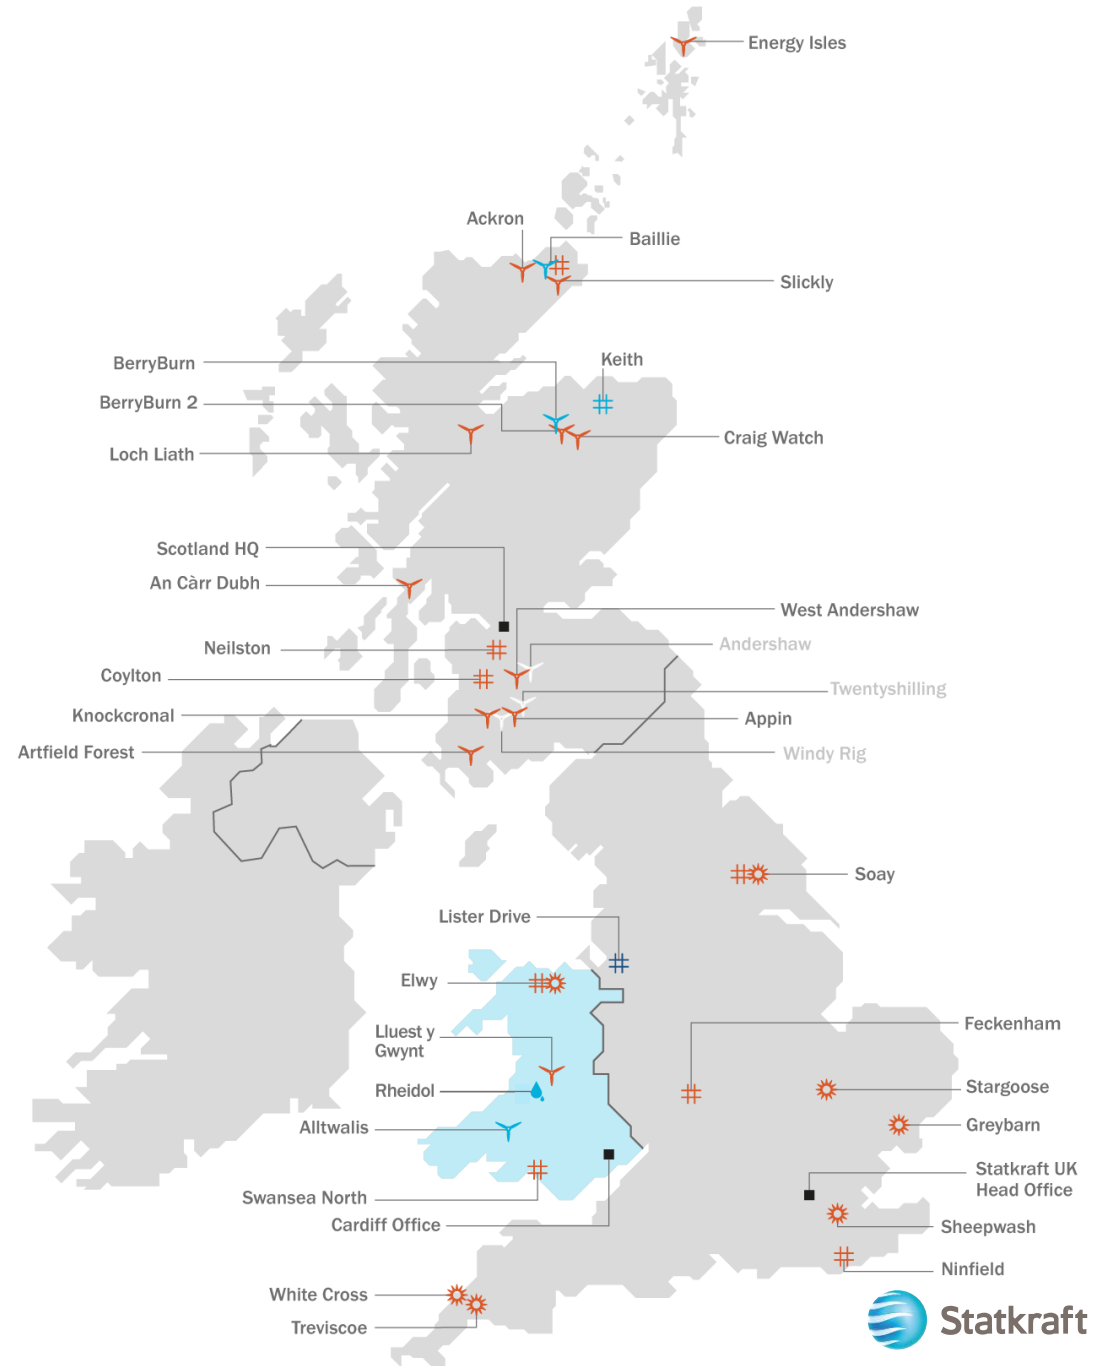 Energy Isles
Ackron
Baillie
Slickly
BerryBurn
Keith
BerryBurn 2
Craig Watch
Loch Liath
Scotland HQ
An Càrr Dubh
West Andershaw
Neilston
Andershaw
Coylton
Twentyshilling
Knockcronal
Appin
Artfield Forest
Windy Rig
Soay
Lister Drive
Elwy
Feckenham
Lluest y
Gwynt
Rheidol
Stargoose
Alltwalis
Greybarn
Statkraft UK
Head Office
Swansea North
Cardiff Office
Sheepwash
Ninfield
White Cross
Treviscoe
Statkraft